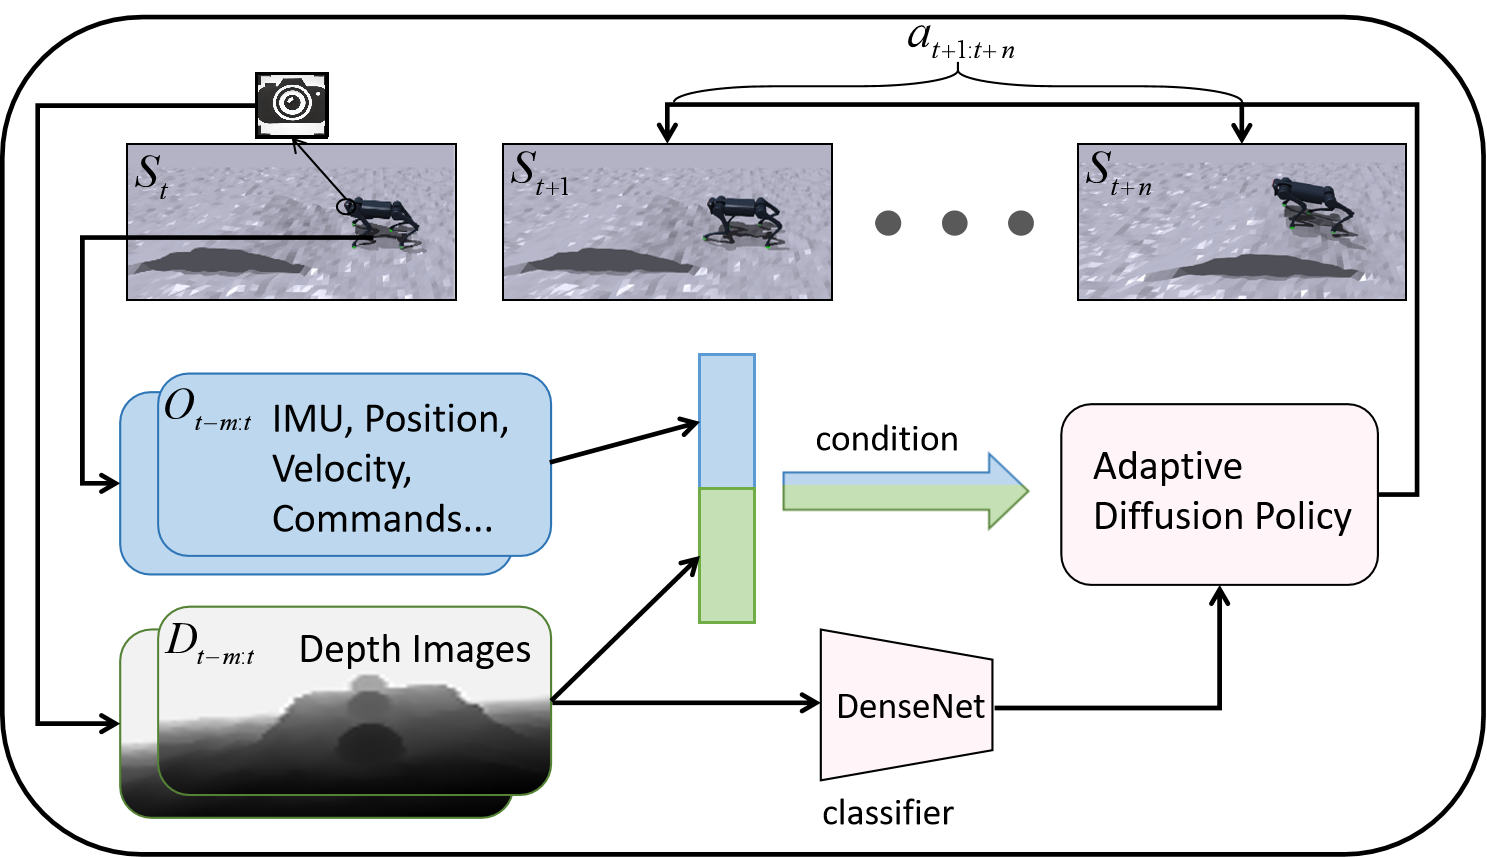 a_{t+1:t+n}
S_t
S_{t+1}
S_{t+n}
O_{t-m:t}
IMU, Position,
Velocity,
Commands...
condition
Adaptive
Diffusion Policy
D_{t-m:t}
Depth Images
DenseNet
classifier